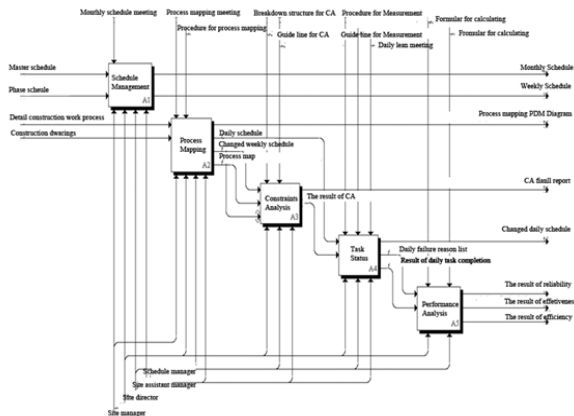 Monthly schedule meeting
Process mapping meeting
Breakdown structure for CA
Procedure for Measurement
Formular for calculating
Procedure for process mapping
Guide line for CA
Guide line for Measurement
Fromular for calculating
Daily lean meeting
Master schedule
Phase scheule
Schedule
Management
A1
Monthly Schedule
Weekly Schedule
Detail construction work process
Construction dwarings
Process
Mapping
A2
Process mapping PDM Diagram
Daily schedule
Changed weekly schedule
Process map
Constraints
Analysis
A3
The result of CA
CA finall report
Task
Status
A4
Changed daily schedule
Daily failure reason list
Result of daily task completion
Performance
Analysis
A5
The result of reliability
The result of effetivenes
The result of efficiency
Schedule manager
Site assistant manager
Site director
Site manager